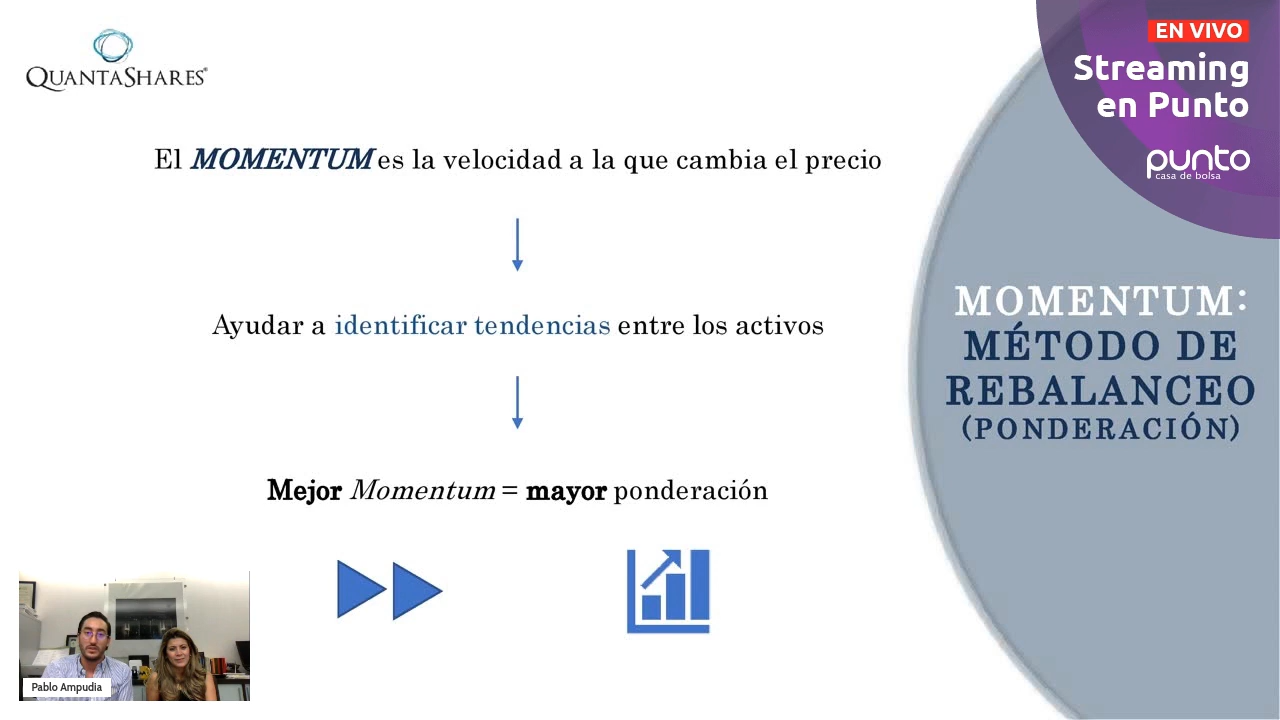 QUANTASHARES®
EN VIVO
Streaming
en Punto
punto
casa de bolsa
El MOMENTUM es la velocidad a la que cambia el precio
Ayudar a identificar tendencias entre los activos
Mejor Momentum = mayor ponderación
MOMENTUM:
MÉTODO DE
REBALANCEO
(PONDERACIÓN)
Pablo Ampudia